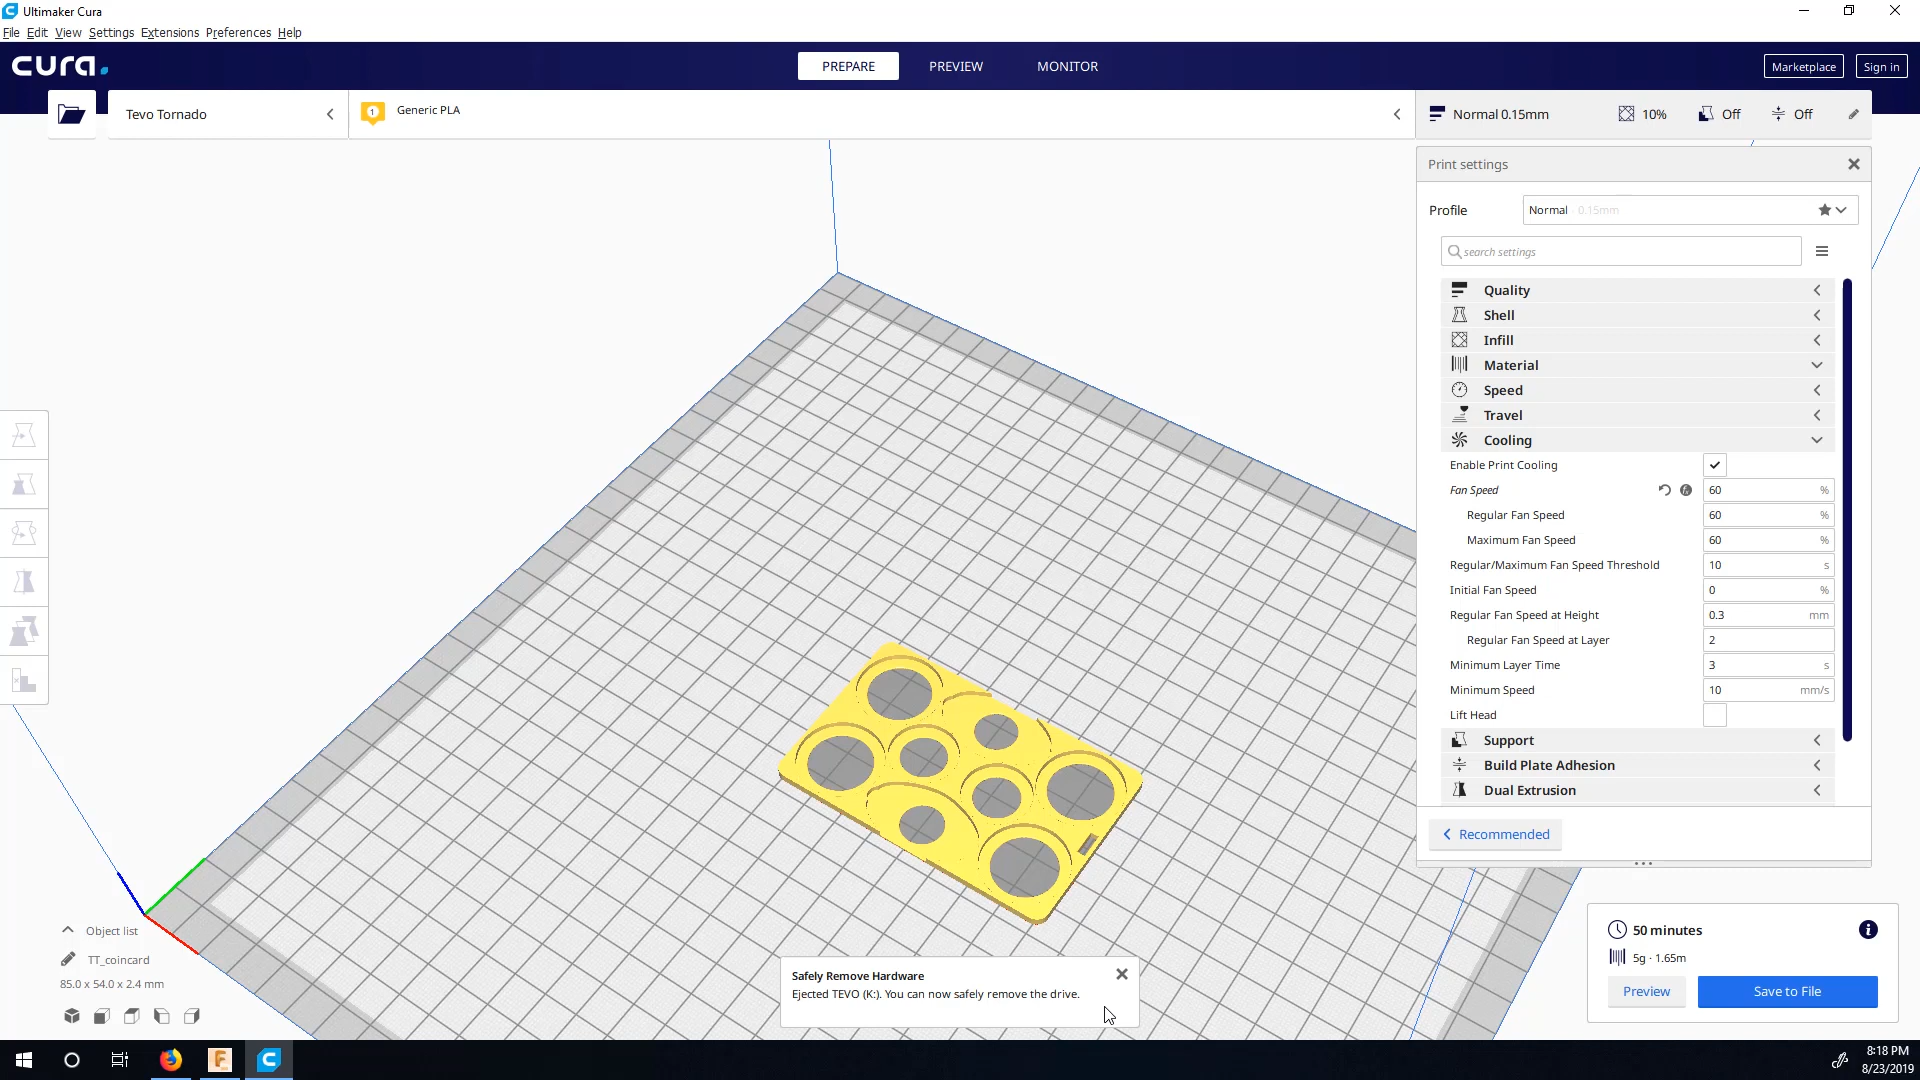 Ultimaker Cura
File Edit View Settings Extensions Preferences Help
cura.
PREPARE PREVIEW MONITOR
Marketplace Sign in
Tevo Tornado
1 Generic PLA
Normal 0.15mm 10% Off Off
Print settings
Profile Normal 0.15mm
search settings
Quality
Shell
Infill
Material
Speed
Travel
Cooling
Enable Print Cooling
Fan Speed 60 %
Regular Fan Speed 60 %
Maximum Fan Speed 60 %
Regular/Maximum Fan Speed Threshold 10 s
Initial Fan Speed 0 %
Regular Fan Speed at Height 0.3 mm
Regular Fan Speed at Layer 2
Minimum Layer Time 3 s
Minimum Speed 10 mm/s
Lift Head
Support
Build Plate Adhesion
Dual Extrusion
Recommended
Object list
TT_coincard
85.0 x 54.0 x 2.4 mm
Safely Remove Hardware
Ejected TEVO (K:). You can now safely remove the drive.
50 minutes
5g · 1.65m
Preview Save to File
8:18 PM
8/23/2019